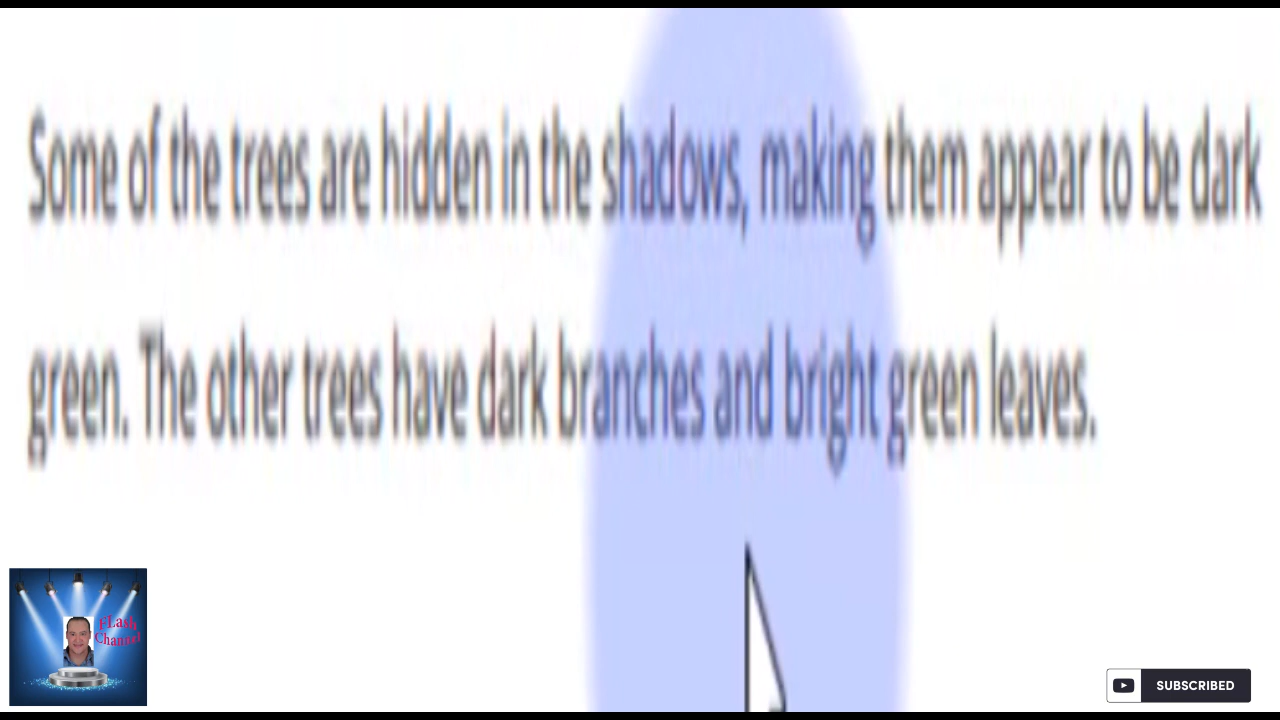 Some of the trees are hidden in the shadows, making them appear to be dark
green. The other trees have dark branches and bright green leaves.
FLash
Channel
SUBSCRIBED